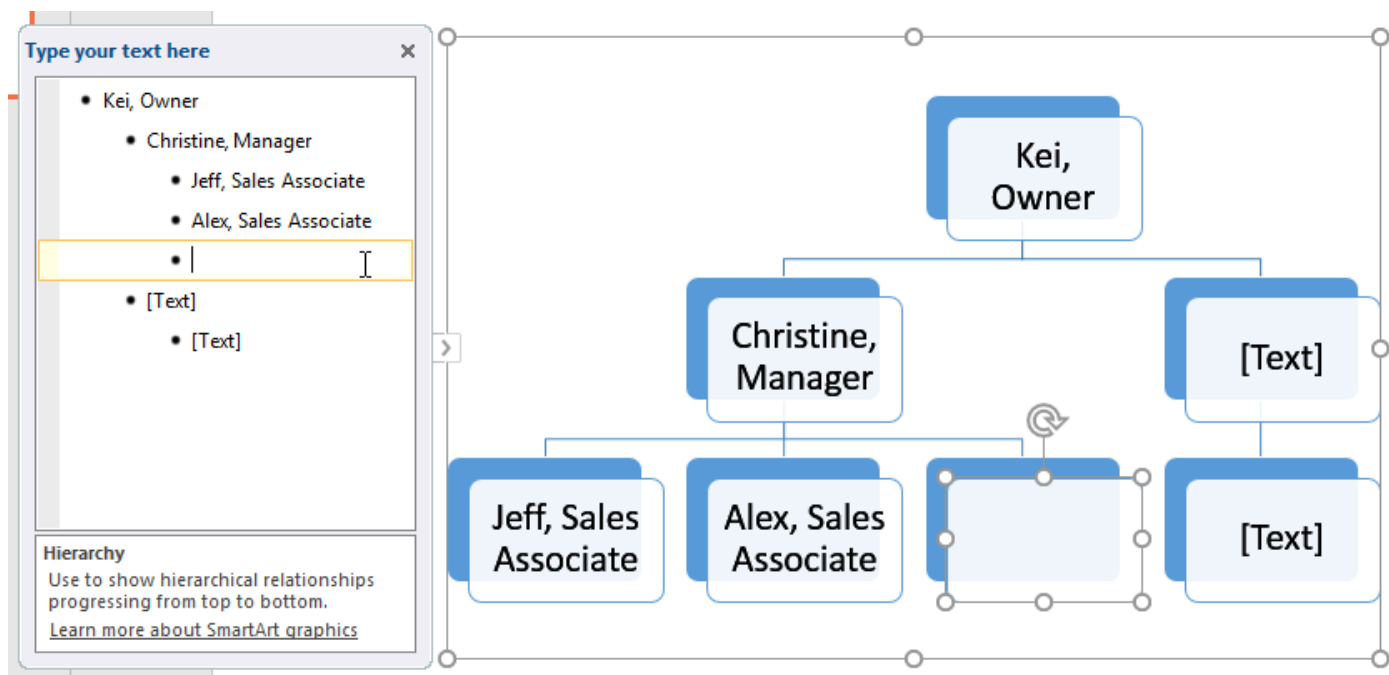 Type your text here
Kei, Owner
Christine, Manager
Jeff, Sales Associate
Alex, Sales Associate
[Text]
[Text]
Hierarchy
Use to show hierarchical relationships
progressing from top to bottom.
Learn more about SmartArt graphics
Kei,
Owner
Christine,
Manager
[Text]
Jeff, Sales
Associate
Alex, Sales
Associate
[Text]